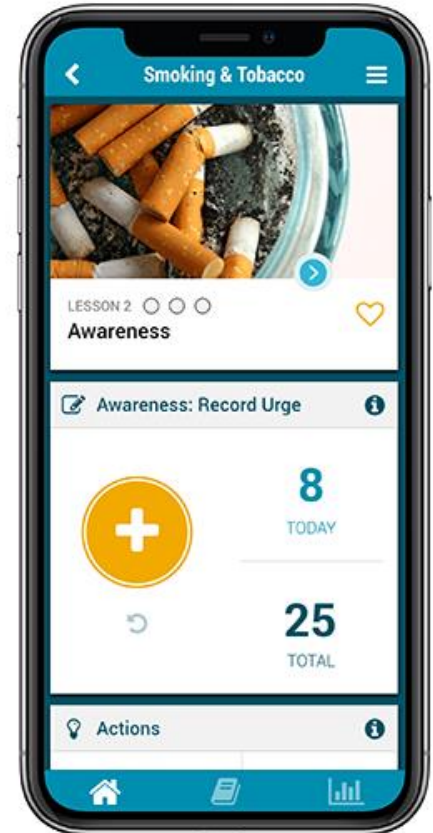 Smoking & Tobacco
LESSON 2
Awareness
Awareness: Record Urge
8
TODAY
25
TOTAL
Actions